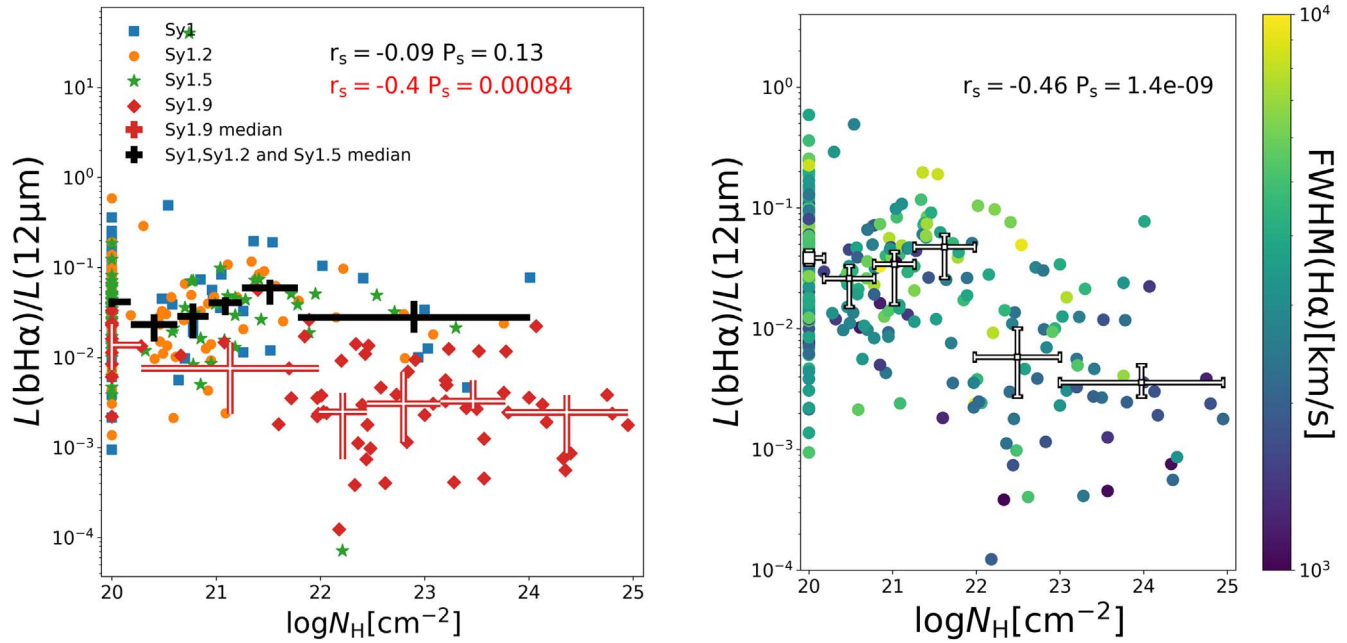 Sy1
Sy1.2
Sy1.5
Sy1.9
Sy1.9 median
Sy1,Sy1.2 and Sy1.5 median
r_s = -0.09 P_s = 0.13
r_s = -0.4 P_s = 0.00084
L(bHα)/L(12μm)
10^1
10^0
10^-1
10^-2
10^-3
10^-4
20 21 22 23 24 25
logN_H[cm^-2]
r_s = -0.46 P_s = 1.4e-09
L(bHα)/L(12μm)
10^0
10^-1
10^-2
10^-3
10^-4
20 21 22 23 24 25
logN_H[cm^-2]
10^4
10^3
FWHM(Hα)[km/s]